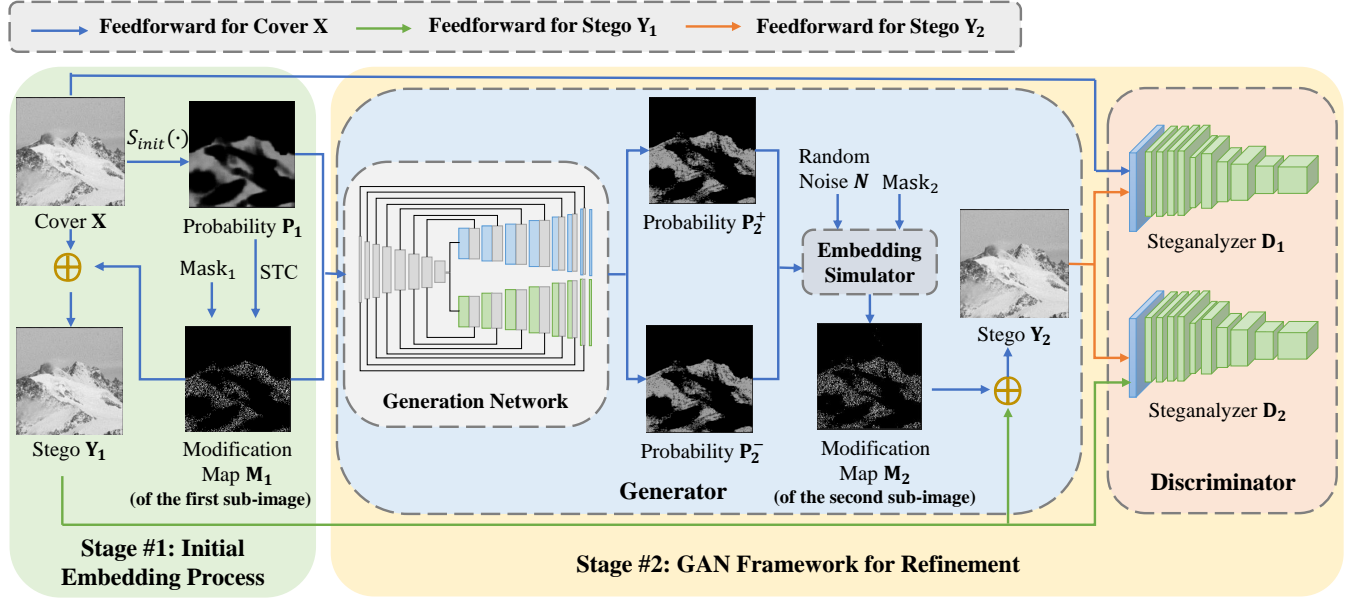 Feedforward for Cover X
Feedforward for Stego Y₁
Feedforward for Stego Y₂
Cover X
S_init(·)
Probability P₁
Mask₁
STC
Stego Y₁
Modification
Map M₁
(of the first sub-image)
Stage #1: Initial
Embedding Process
Generation Network
Probability P₂⁺
Probability P₂⁻
Random
Noise N
Mask₂
Embedding
Simulator
Modification
Map M₂
(of the second sub-image)
Stego Y₂
Generator
Steganalyzer D₁
Steganalyzer D₂
Discriminator
Stage #2: GAN Framework for Refinement